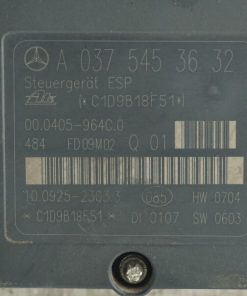 A 037 545 36 32
Steuergerät ESP
(*C1D9B18F51*)
00.0405-964C.0
484 FD09M02 Q 01
10.0925-2303.3 085 HW 0704
*C1D9B18F51* DI 0107 SW 0603